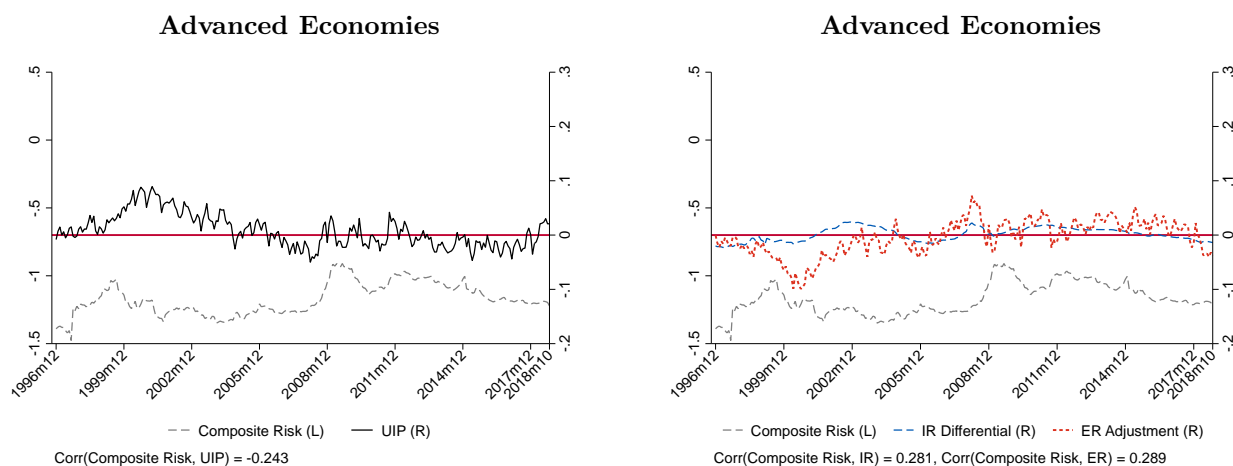 Advanced Economies
.5
0
-.5
-1
-1.5
.3
.2
.1
0
-.1
-.2
1996m12
1999m12
2002m12
2005m12
2008m12
2011m12
2014m12
2017m12
2018m10
Composite Risk (L)
UIP (R)
Corr(Composite Risk, UIP) = -0.243
Advanced Economies
.5
0
-.5
-1
-1.5
.3
.2
.1
0
-.1
-.2
1996m12
1999m12
2002m12
2005m12
2008m12
2011m12
2014m12
2017m12
2018m10
Composite Risk (L)
IR Differential (R)
ER Adjustment (R)
Corr(Composite Risk, IR) = 0.281, Corr(Composite Risk, ER) = 0.289